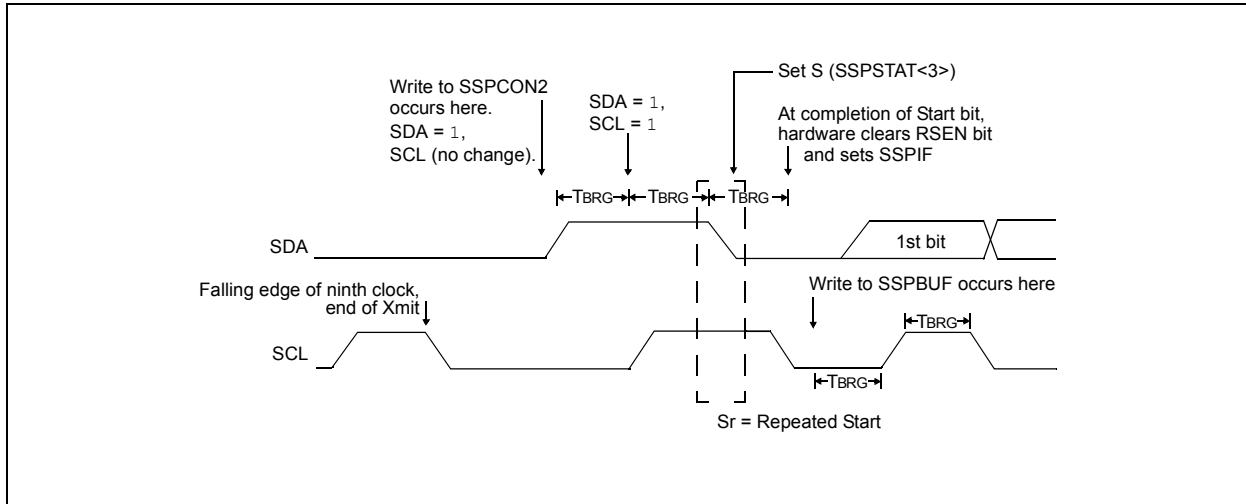 Write to SSPCON2
occurs here.
SDA = 1,
SCL (no change).
SDA = 1,
SCL = 1
Set S (SSPSTAT<3>)
At completion of Start bit,
hardware clears RSEN bit
and sets SSPIF
TBRG
TBRG
TBRG
SDA
1st bit
Falling edge of ninth clock,
end of Xmit
Write to SSPBUF occurs here
TBRG
SCL
TBRG
Sr = Repeated Start